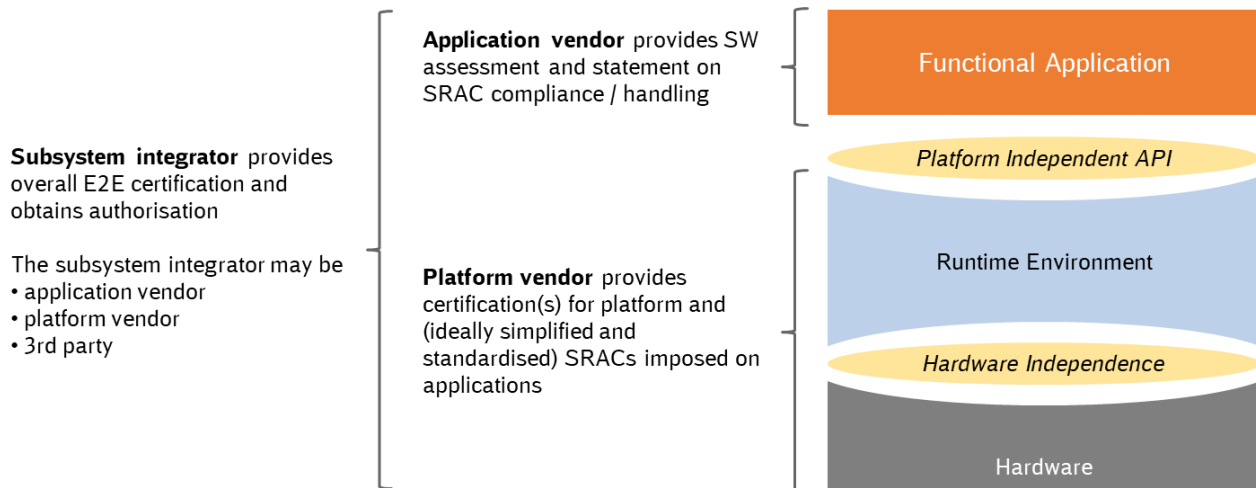 Subsystem integrator provides
overall E2E certification and
obtains authorisation
The subsystem integrator may be
• application vendor
• platform vendor
• 3rd party
Application vendor provides SW
assessment and statement on
SRAC compliance / handling
Platform vendor provides
certification(s) for platform and
(ideally simplified and
standardised) SRACs imposed on
applications
Functional Application
Platform Independent API
Runtime Environment
Hardware Independence
Hardware